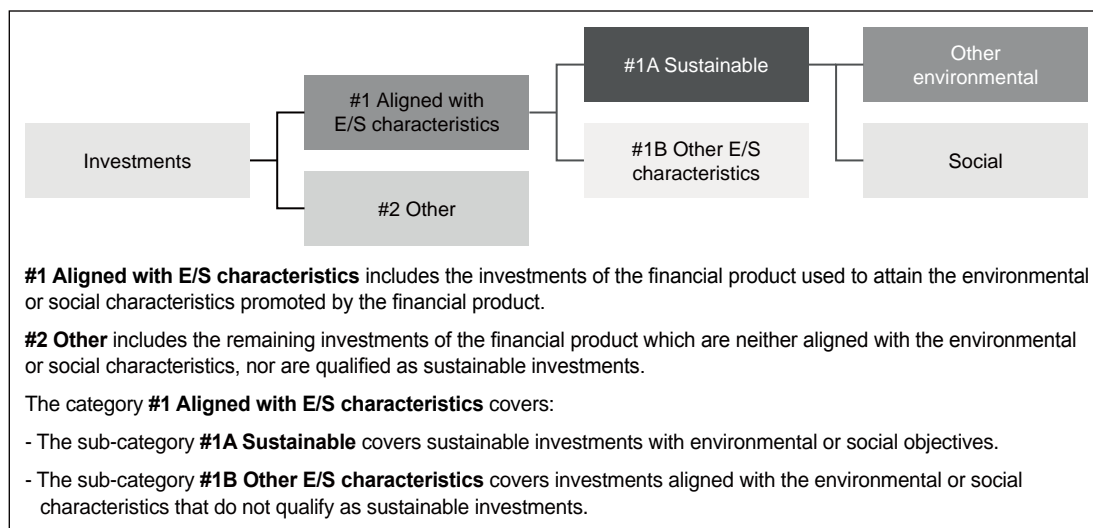 #1A Sustainable
Other
environmental
#1 Aligned with
E/S characteristics
Investments
#1B Other E/S
characteristics
Social
#2 Other
#1 Aligned with E/S characteristics includes the investments of the financial product used to attain the environmental
or social characteristics promoted by the financial product.
#2 Other includes the remaining investments of the financial product which are neither aligned with the environmental
or social characteristics, nor are qualified as sustainable investments.
The category #1 Aligned with E/S characteristics covers:
- The sub-category #1A Sustainable covers sustainable investments with environmental or social objectives.
- The sub-category #1B Other E/S characteristics covers investments aligned with the environmental or social
characteristics that do not qualify as sustainable investments.